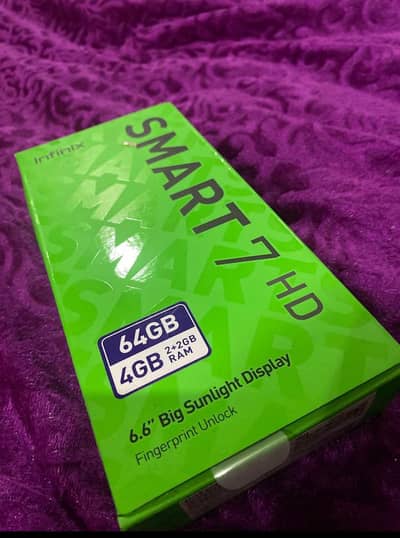 Infinix
SMART 7 HD
64GB
4GB 2+2GB RAM
6.6" Big Sunlight Display
Fingerprint Unlock